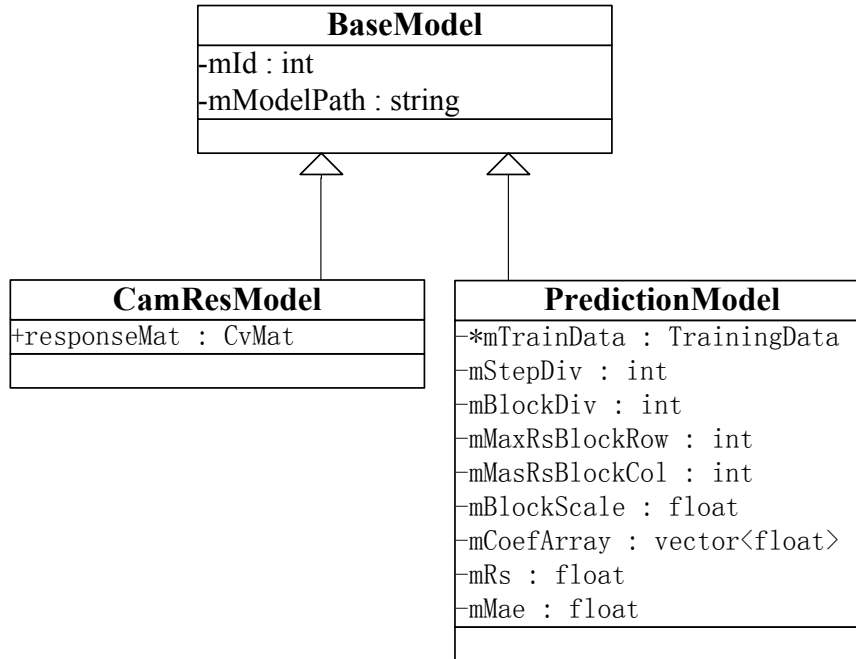 BaseModel
-mId : int
-mModelPath : string
CamResModel
+responseMat : CvMat
PredictionModel
-*mTrainData : TrainingData
-mStepDiv : int
-mBlockDiv : int
-mMaxRsBlockRow : int
-mMasRsBlockCol : int
-mBlockScale : float
-mCoefArray : vector<float>
-mRs : float
-mMae : float